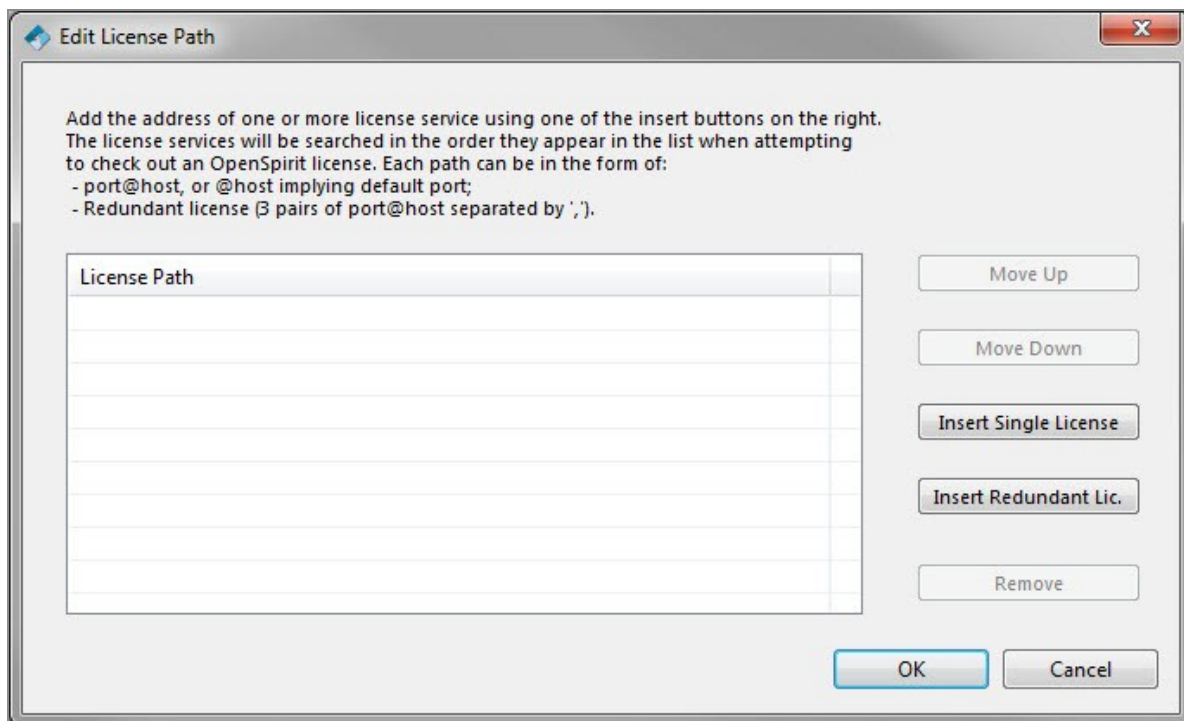 Edit License Path
Add the address of one or more license service using one of the insert buttons on the right.
The license services will be searched in the order they appear in the list when attempting
to check out an OpenSpirit license. Each path can be in the form of:
- port@host, or @host implying default port;
- Redundant license (3 pairs of port@host separated by ',').
License Path
Move Up
Move Down
Insert Single License
Insert Redundant Lic.
Remove
OK
Cancel